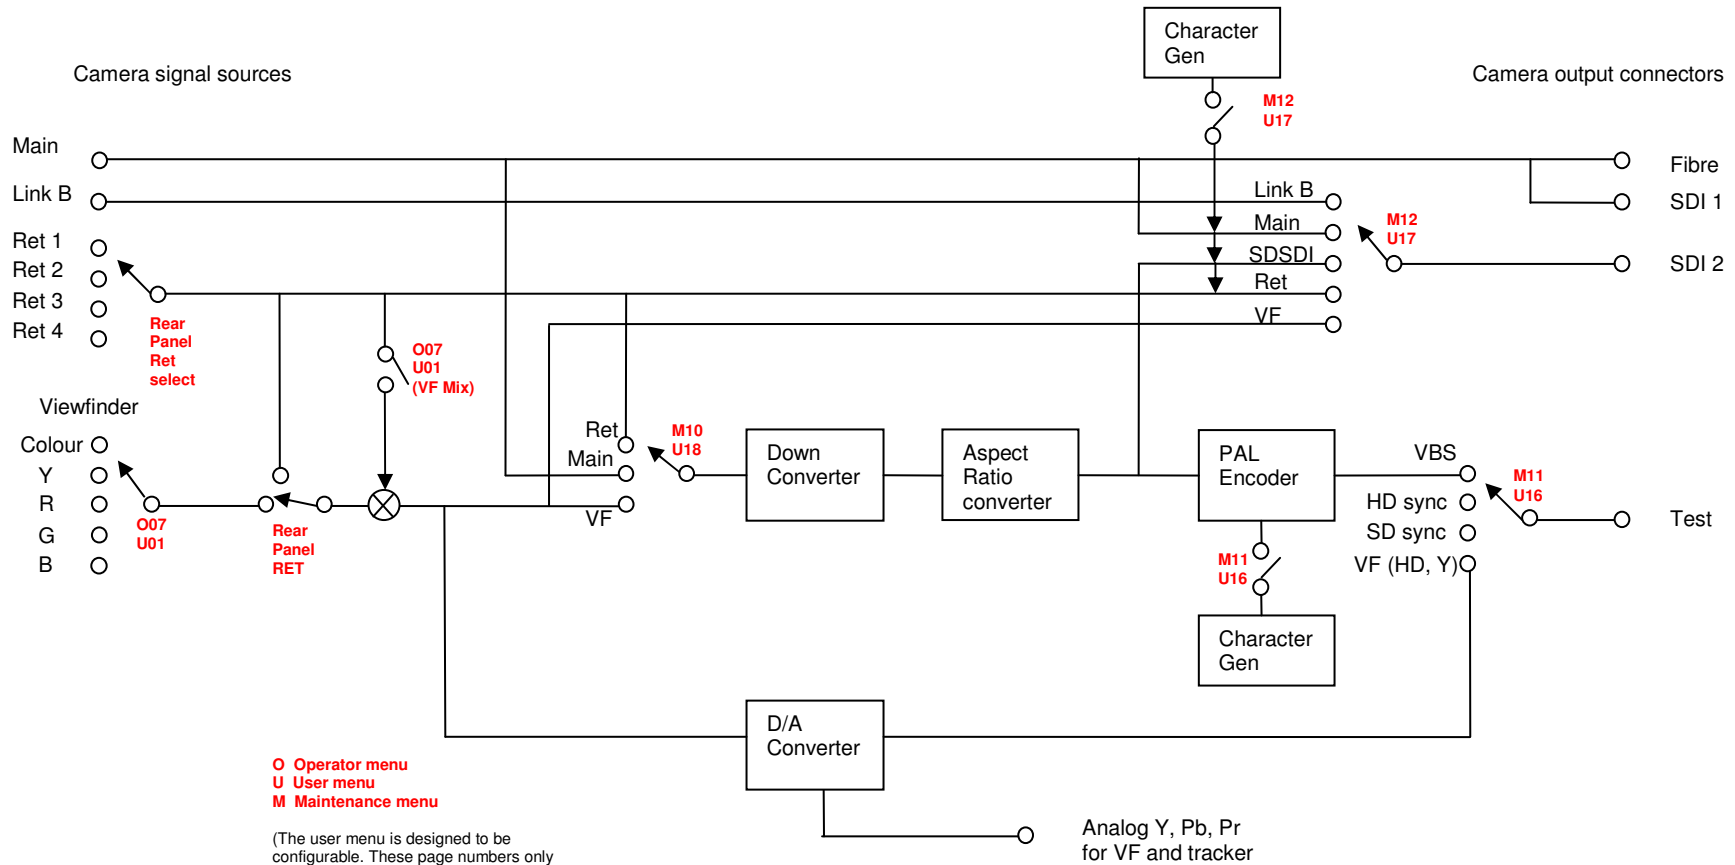 Character
Gen
Camera signal sources
Camera output connectors
M12
U17
Main
Fibre
Link B
Link B
SDI 1
Main
M12
U17
Ret 1
SDSDI
SDI 2
Ret 2
Ret
Ret 3
VF
Ret 4
Rear
Panel
Ret
select
O07
U01
(VF Mix)
Viewfinder
Colour
Y
R
G
B
O07
U01
Rear
Panel
RET
Ret
Main
VF
M10
U18
Down
Converter
Aspect
Ratio
converter
PAL
Encoder
VBS
HD sync
SD sync
VF (HD, Y)
M11
U16
Test
M11
U16
Character
Gen
D/A
Converter
O Operator menu
U User menu
M Maintenance menu
(The user menu is designed to be
configurable. These page numbers only
Analog Y, Pb, Pr
for VF and tracker